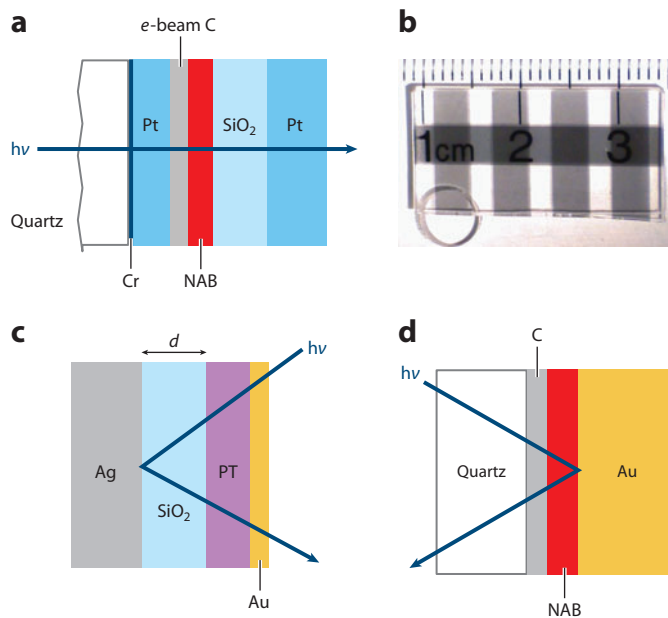 a
e-beam C
Pt
SiO₂
Pt
hν
Quartz
Cr
NAB
b
1cm 2 3
c
d
hν
Ag
PT
SiO₂
Au
d
C
hν
Quartz
Au
NAB